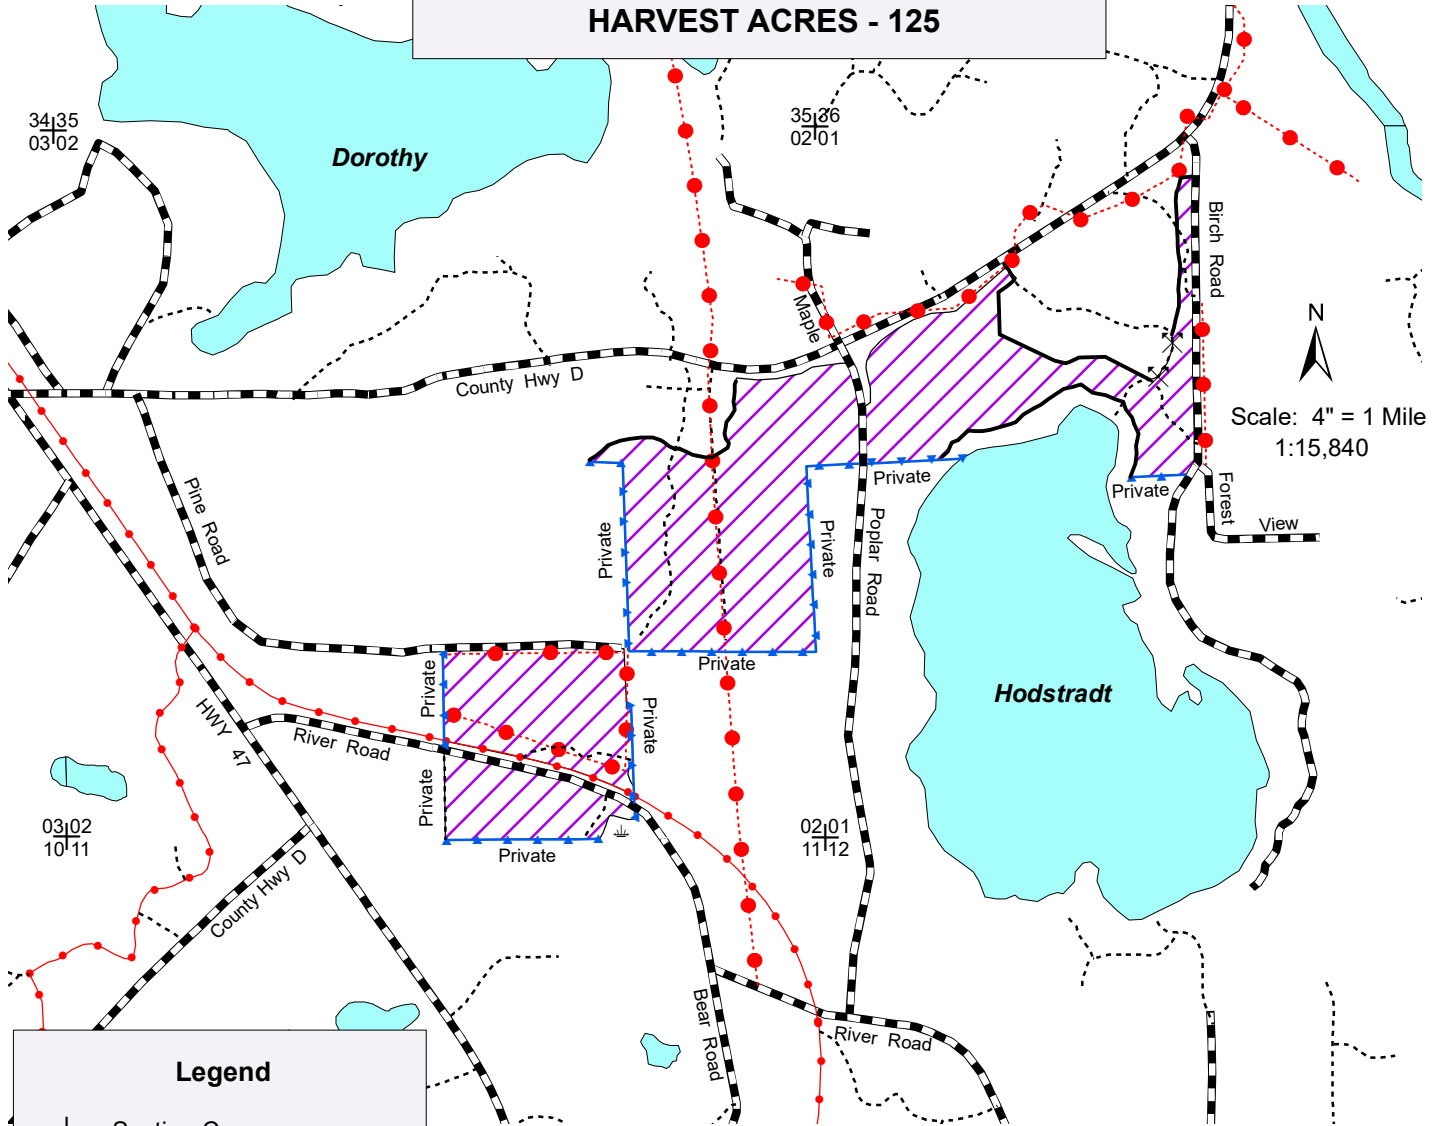 HARVEST ACRES - 125
34 35
03 02
35 36
02 01
Dorothy
Birch Road
Maple
N
County Hwy D
Scale: 4" = 1 Mile
1:15,840
Private
Private
Pine Road
Forest
View
Private
Private
Poplar Road
Private
Private
Private
Hodstradt
HWY 47
River Road
Private
03 02
10 11
02 01
11 12
Private
County Hwy D
Bear Road
River Road
Legend